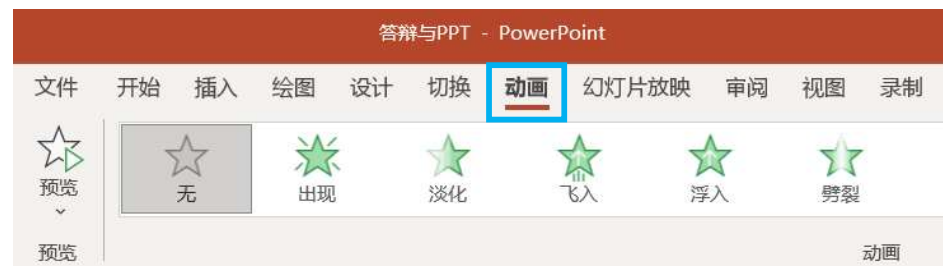 答辩与PPT - PowerPoint
文件 开始 插入 绘图 设计 切换 动画 幻灯片放映 审阅 视图 录制
预览 无 出现 淡化 飞入 浮入 劈裂
预览 动画